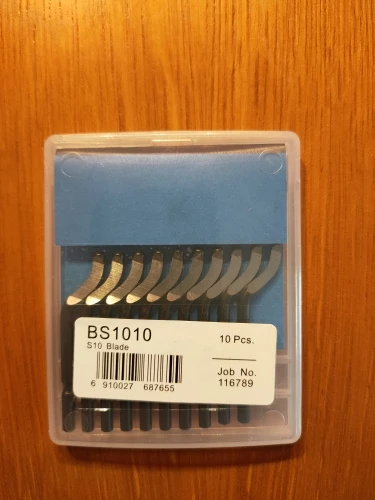 BS1010
S10 Blade
10 Pcs.
6 910027 687655
Job No.
116789